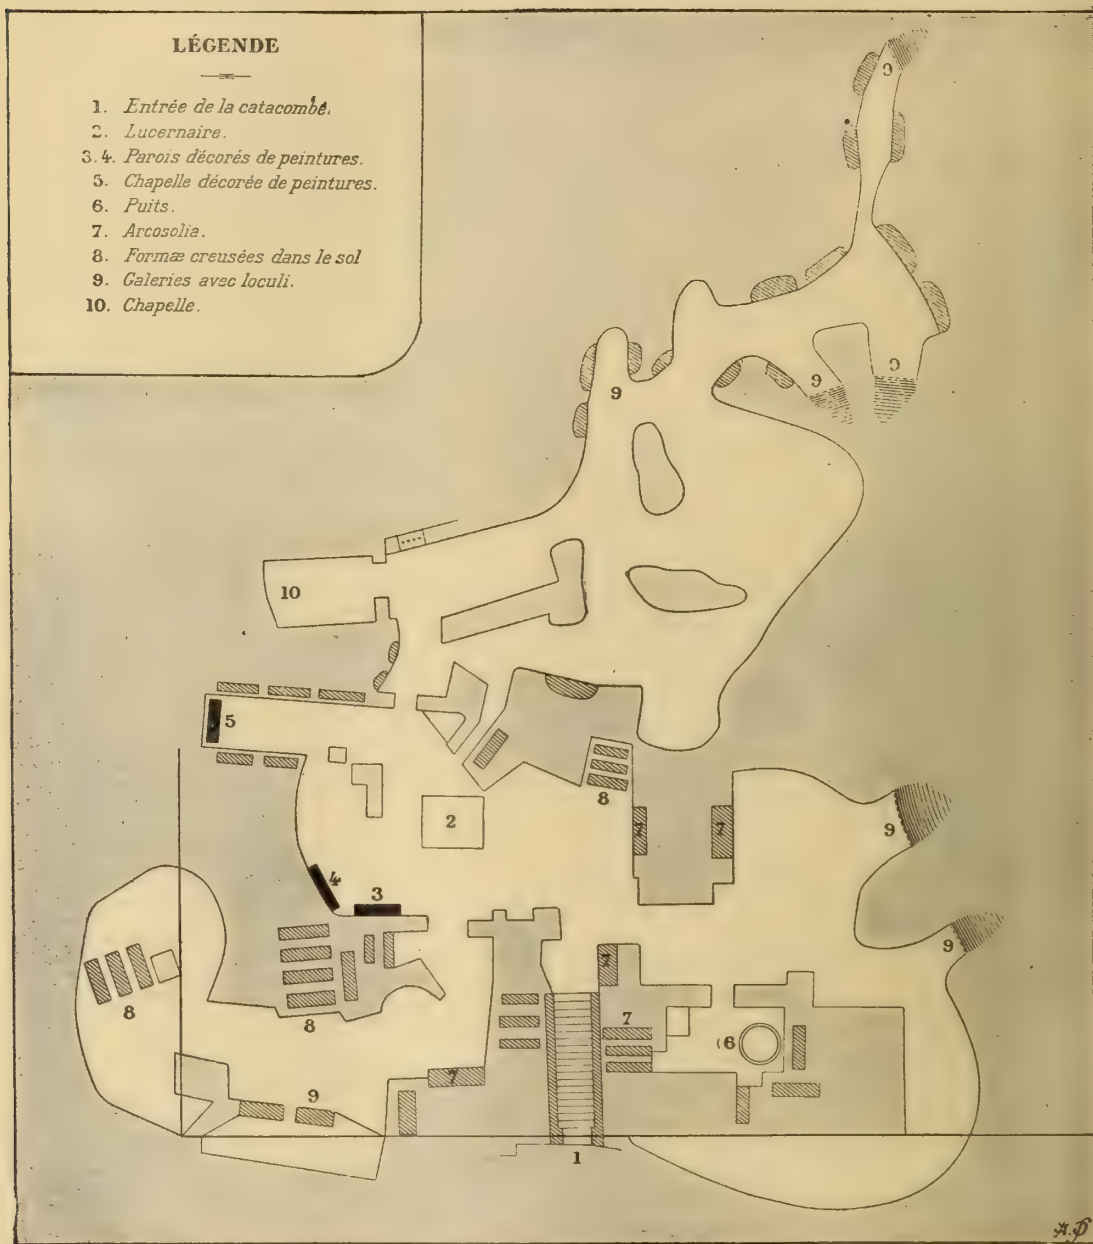 LÉGENDE
1. Entrée de la catacombe.
2. Lucernaire.
3.4. Parois décorés de peintures.
5. Chapelle décorée de peintures.
6. Puits.
7. Arcosolia.
8. Formæ creusées dans le sol
9. Galeries avec loculi.
10. Chapelle.
9
9
9
9
10
5
2
8
7
7
9
4
3
9
7
8
8
7
6
7
9
1